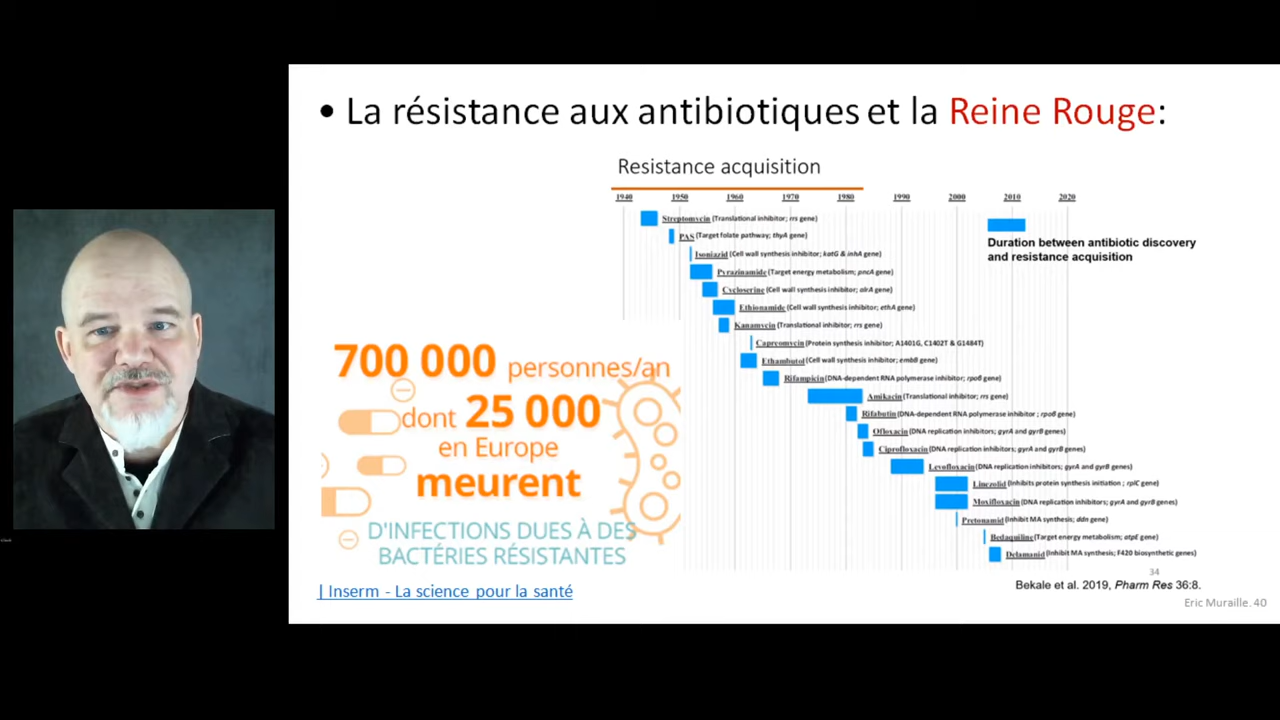 • La résistance aux antibiotiques et la Reine Rouge:
Resistance acquisition
1940 1950 1960 1970 1980 1990 2000 2010 2020
Streptomycin (Translational inhibitor; rrs gene)
PAS (Target folate pathway; thyA gene)
Isoniazid (Cell wall synthesis inhibitor; katG & inhA gene)
Pyrazinamide (Target energy metabolism; pncA gene)
Cycloserine (Cell wall synthesis inhibitor; alrA gene)
Ethionamide (Cell wall synthesis inhibitor; ethA gene)
Kanamycin (Translational inhibitor; rrs gene)
Capreomycin (Protein synthesis inhibitor; A1401G, C1402T & G1484T)
Ethambutol (Cell wall synthesis inhibitor; embB gene)
Rifampicin (DNA-dependent RNA polymerase inhibitor; rpoB gene)
Amikacin (Translational inhibitor; rrs gene)
Rifabutin (DNA-dependent RNA polymerase inhibitor ; rpoB gene)
Ofloxacin (DNA replication inhibitors; gyrA and gyrB genes)
Ciprofloxacin (DNA replication inhibitors; gyrA and gyrB genes)
Levofloxacin (DNA replication inhibitors; gyrA and gyrB genes)
Linezolid (Inhibits protein synthesis initiation ; rplC gene)
Moxifloxacin (DNA replication inhibitors; gyrA and gyrB genes)
Pretonamid (Inhibit MA synthesis; ddn gene)
Bedaquiline (Target energy metabolism; atpE gene)
Delamanid (Inhibit MA synthesis; F420 biosynthetic genes)
Duration between antibiotic discovery
and resistance acquisition
700 000 personnes/an
dont 25 000
en Europe
meurent
D'INFECTIONS DUES À DES
BACTÉRIES RÉSISTANTES
| Inserm - La science pour la santé
34
Bekale et al. 2019, Pharm Res 36:8.
Eric Muraille. 40